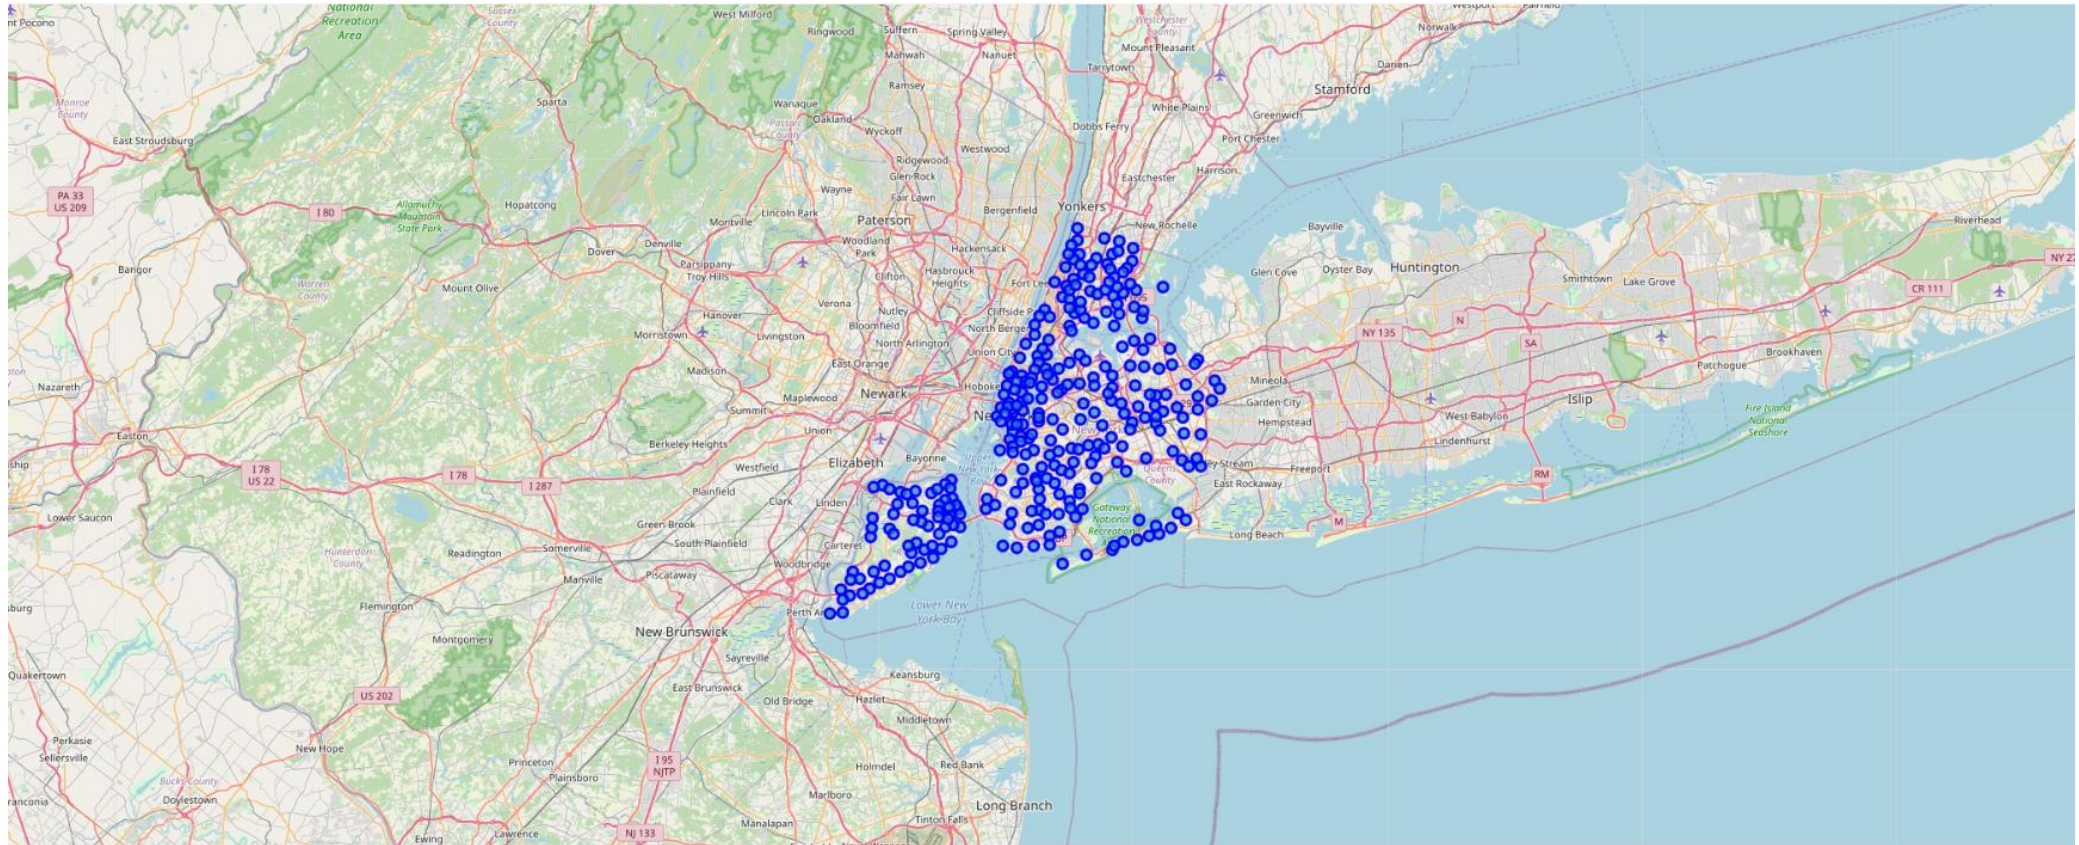 National
Recreation
Area
nt Pocono
Sussex
County
West Milford
Ringwood
Suffern
Spring Valley
Westchester
County
Mount Pleasant
Norwalk
Westport
Fairfield
Mahwah
Nanuet
Tarrytown
Darien
Stamford
Monroe
County
Sparta
Wanaque
Ramsey
White Plains
Greenwich
Oakland
Passaic
County
Wyckoff
Dobbs Ferry
Port Chester
East Stroudsburg
Ridgewood
Westwood
Glen Rock
Eastchester
Harrison
PA 33
US 209
I 80
Allamuchy
Mountain
State Park
Hopatcong
Wayne
Fair Lawn
Lincoln Park
Bergenfield
Yonkers
Montville
Paterson
New Rochelle
Bayville
Riverhead
Dover
Denville
Woodland
Park
Hackensack
Parsippany-
Troy Hills
Clifton
Hasbrouck
Heights
Fort Lee
Glen Cove
Oyster Bay
Huntington
Smithtown
Lake Grove
NY 27
CR 111
Bangor
Warren
County
Mount Olive
Verona
Hanover
Nutley
Cliffside P
Bloomfield
North Bergen
Morristown
Livingston
North Arlington
NY 135
N
SA
East Orange
Union City
Brookhaven
Patchogue
Nazareth
Madison
Newark
Hoboke
Mineola
Garden City
Maplewood
Summit
Ne
New
West Babylon
Islip
Fire Island
National
Seashore
Hempstead
Easton
Union
Berkeley Heights
Lindenhurst
Elizabeth
Bayonne
Upper
New York
Bay
Queens
County
ey Stream
Freeport
I 78
US 22
I 78
I 287
Westfield
Plainfield
Clark
Linden
East Rockaway
RM
Lower Saucon
Green Brook
Gateway
National
Recreation
M
Long Beach
Hunterdon
County
Readington
Somerville
South Plainfield
Carteret
Woodbridge
Manville
Piscataway
Flemington
Perth Am
Lower New
York Bay
New Brunswick
Montgomery
Sayreville
Quakertown
East Brunswick
Keansburg
US 202
Old Bridge
Hazlet
Middletown
Perkasie
Sellersville
New Hope
I 95
NJTP
Princeton
Plainsboro
Holmdel
Red Bank
Bucks County
Doylestown
Marlboro
Long Branch
Manalapan
Tinton Falls
NJ 133
Ewing
Lawrence